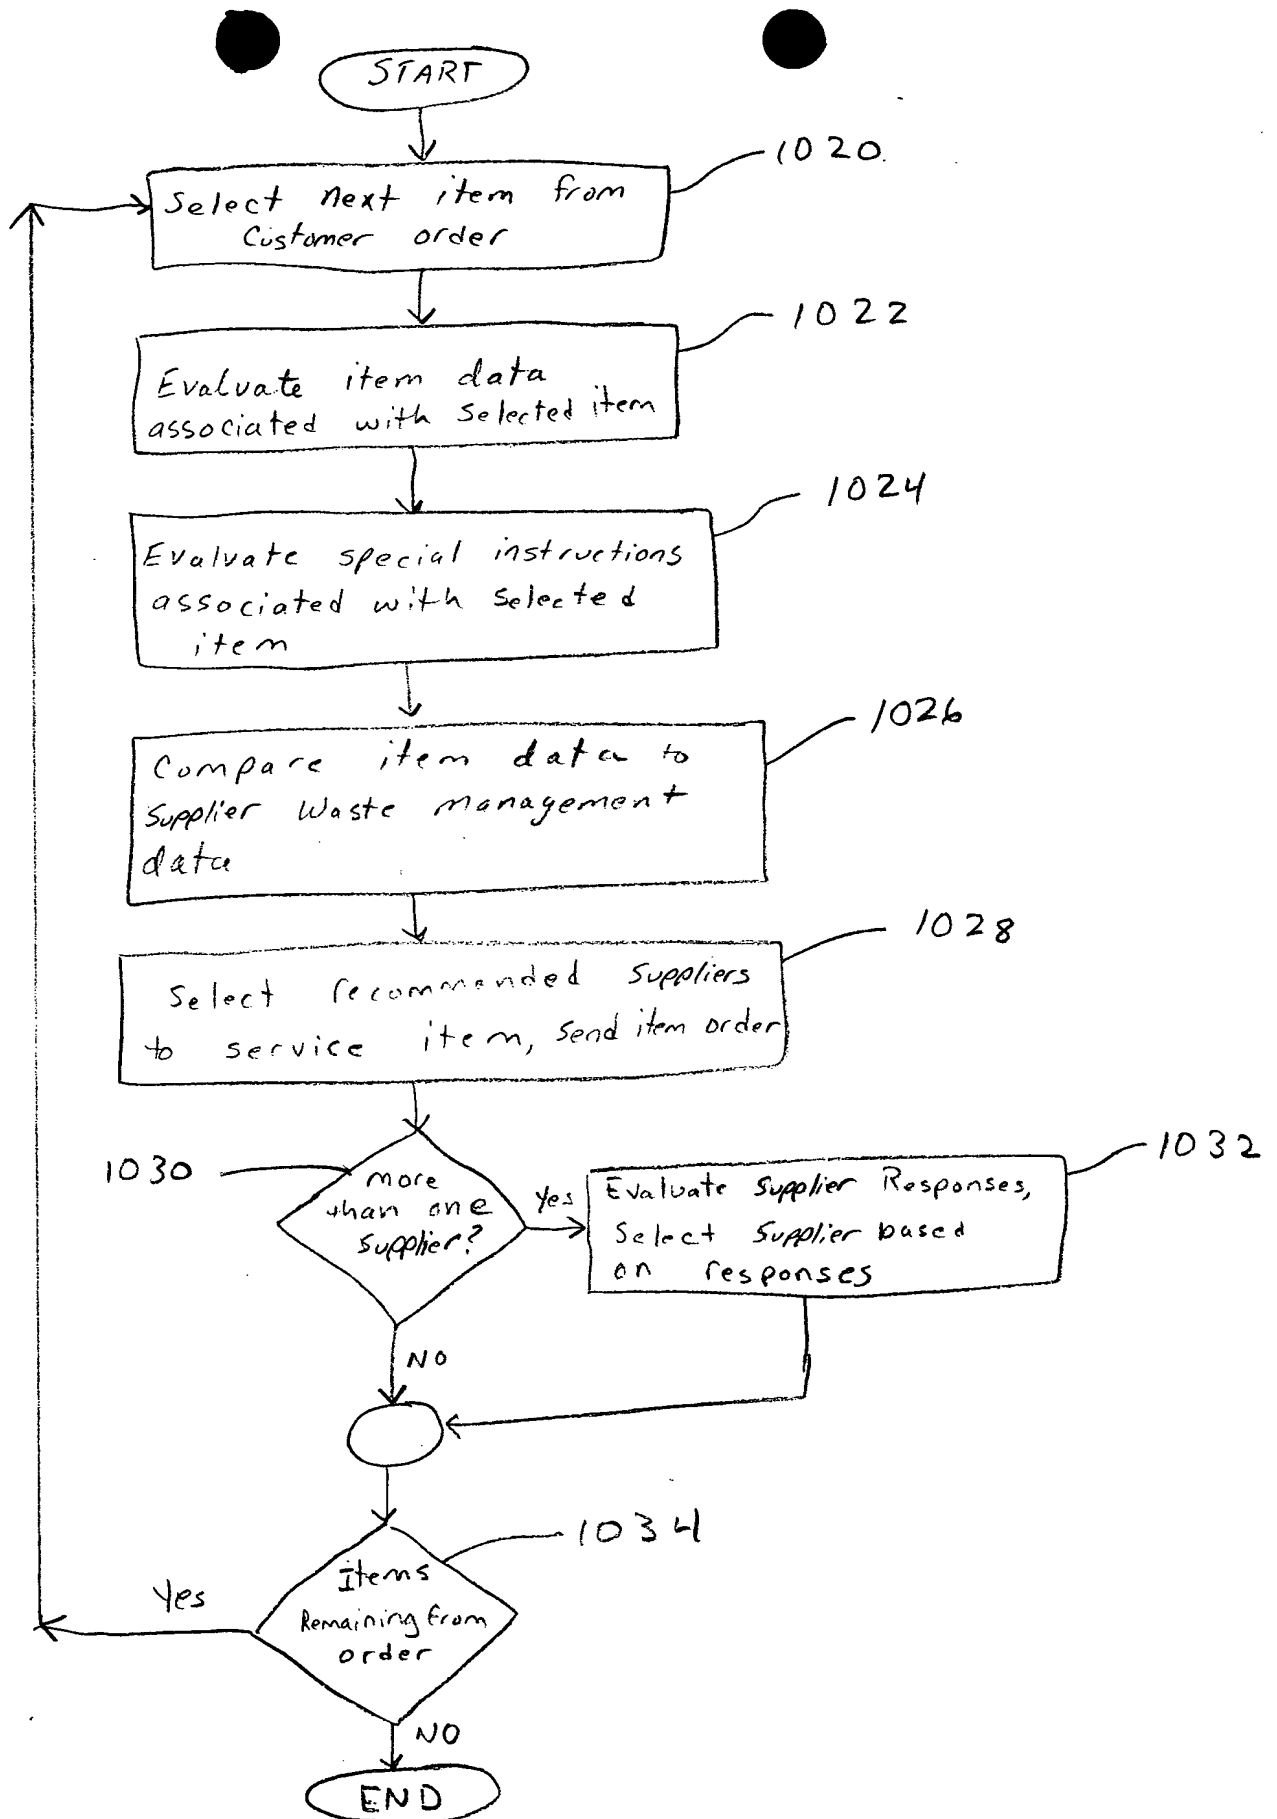 START
1020
Select next item from
Customer order
1022
Evaluate item data
associated with selected item
1024
Evaluate special instructions
associated with selected
item
1026
Compare item data to
Supplier Waste management
data
1028
Select recommended suppliers
to service item, Send item order
1030
more
than one
supplier?
Yes
1032
Evaluate Supplier Responses,
Select Supplier based
on responses
NO
1034
Items
Remaining from
order
Yes
NO
END